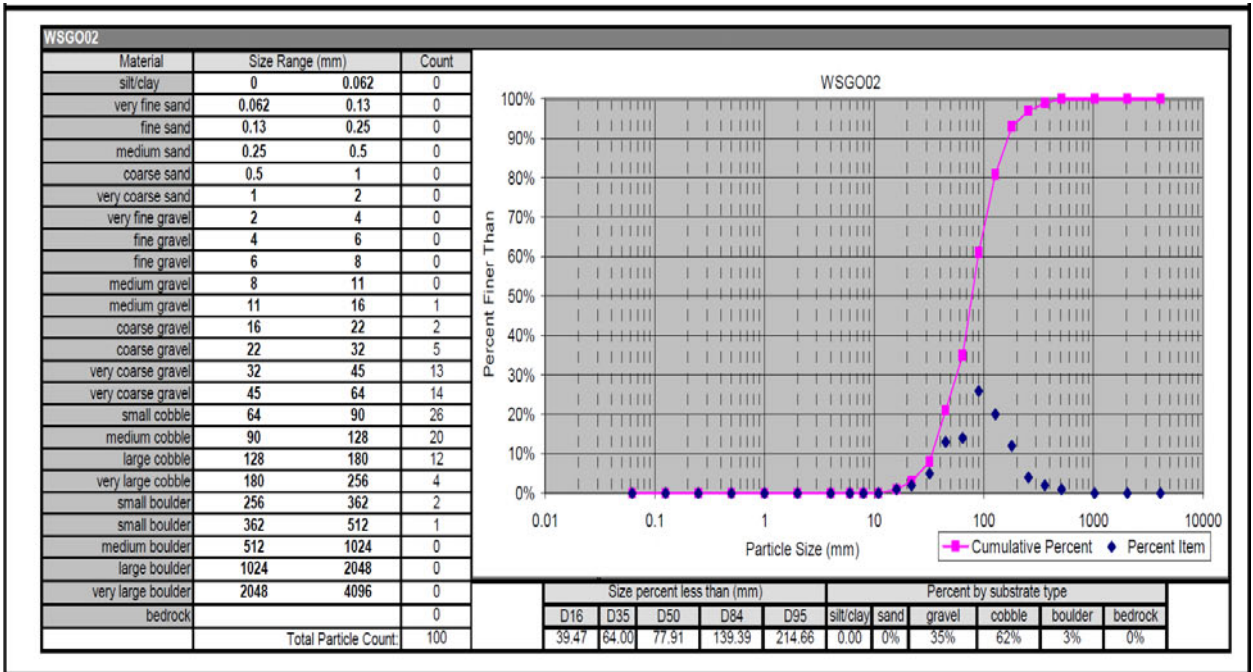 WSGO02
Material Size Range (mm) Count
silt/clay 0 0.062 0
very fine sand 0.062 0.13 0
fine sand 0.13 0.25 0
medium sand 0.25 0.5 0
coarse sand 0.5 1 0
very coarse sand 1 2 0
very fine gravel 2 4 0
fine gravel 4 6 0
fine gravel 6 8 0
medium gravel 8 11 0
medium gravel 11 16 1
coarse gravel 16 22 2
coarse gravel 22 32 5
very coarse gravel 32 45 13
very coarse gravel 45 64 14
small cobble 64 90 26
medium cobble 90 128 20
large cobble 128 180 12
very large cobble 180 256 4
small boulder 256 362 2
small boulder 362 512 1
medium boulder 512 1024 0
large boulder 1024 2048 0
very large boulder 2048 4096 0
bedrock 0
Total Particle Count: 100
WSGO02
Percent Finer Than
100%
90%
80%
70%
60%
50%
40%
30%
20%
10%
0%
0.01 0.1 1 10 100 1000 10000
Particle Size (mm)
Cumulative Percent Percent Item
Size percent less than (mm) Percent by substrate type
D16 D35 D50 D84 D95 silt/clay sand gravel cobble boulder bedrock
39.47 64.00 77.91 139.39 214.66 0.00 0% 35% 62% 3% 0%